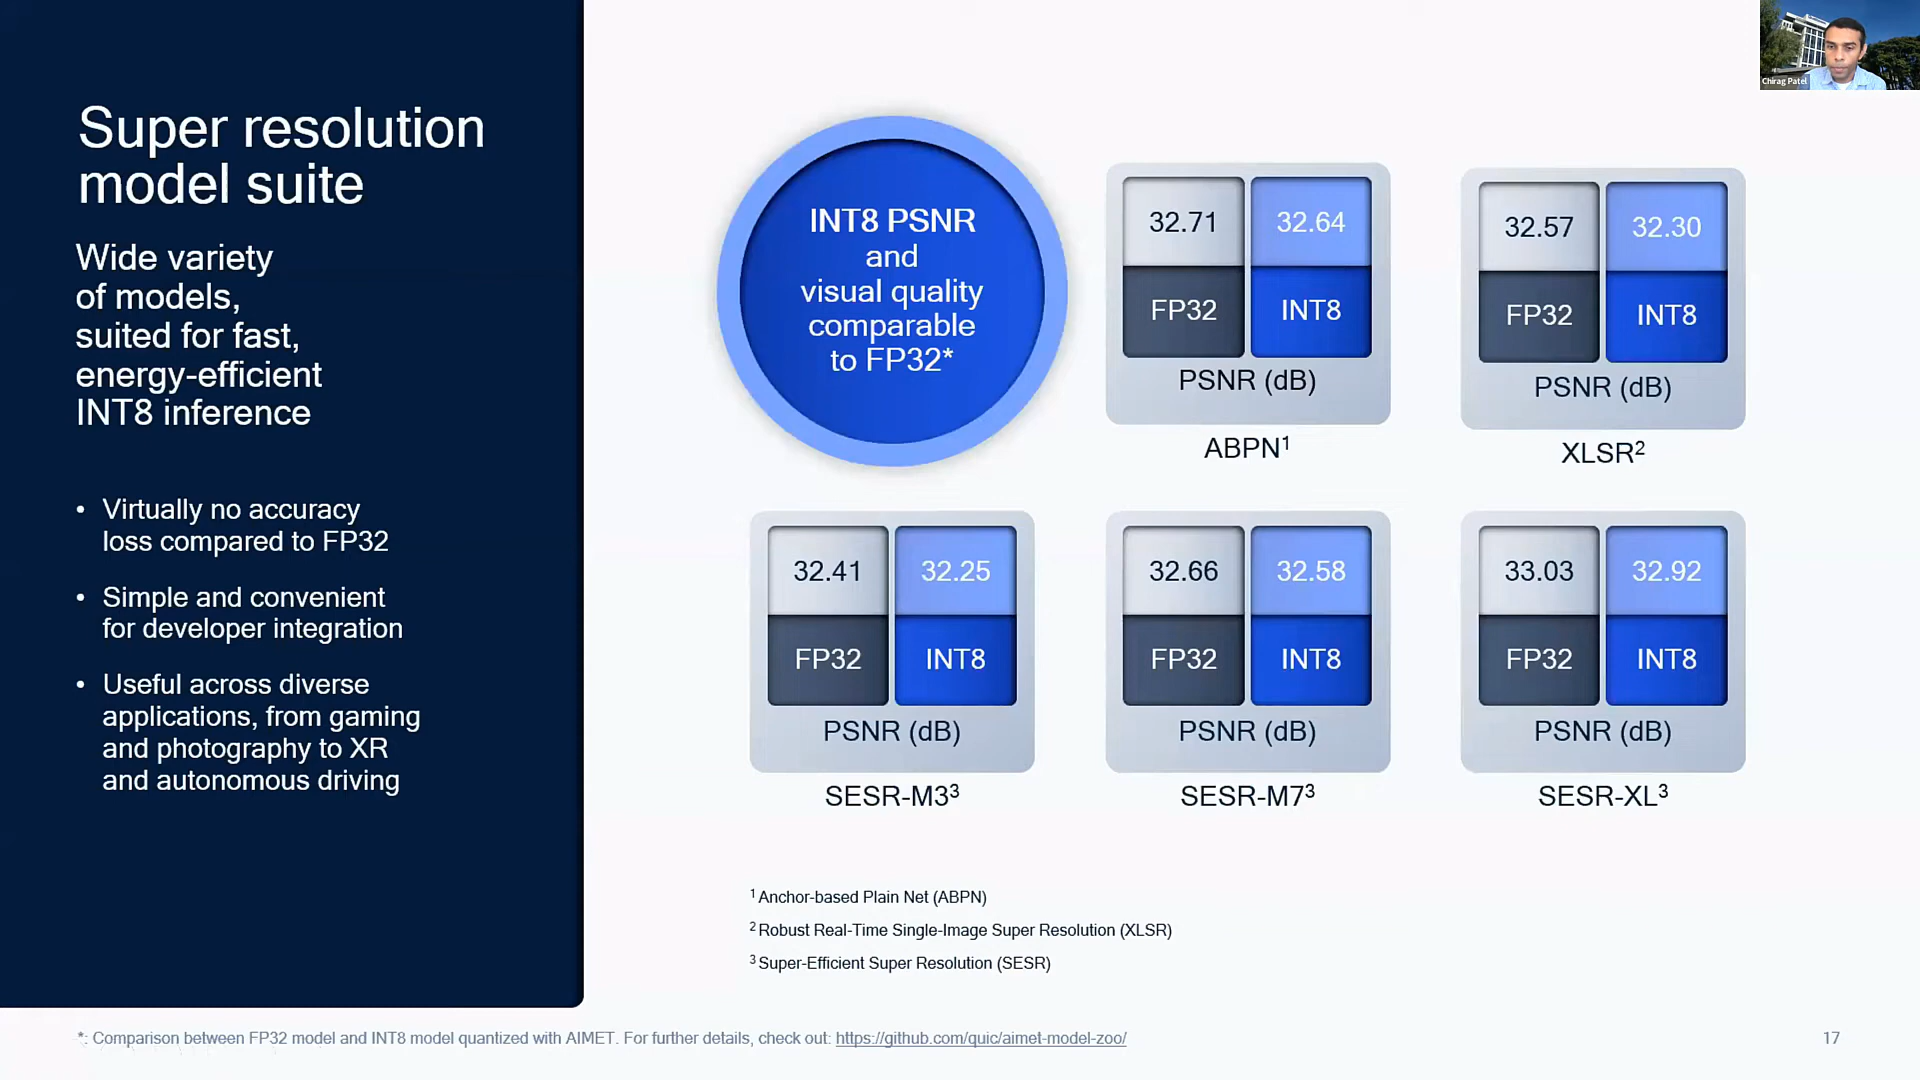 Super resolution
model suite
Wide variety
of models,
suited for fast,
energy-efficient
INT8 inference
• Virtually no accuracy
loss compared to FP32
• Simple and convenient
for developer integration
• Useful across diverse
applications, from gaming
and photography to XR
and autonomous driving
INT8 PSNR
and
visual quality
comparable
to FP32*
32.71 32.64
FP32 INT8
PSNR (dB)
ABPN¹
32.57 32.30
FP32 INT8
PSNR (dB)
XLSR²
32.41 32.25
FP32 INT8
PSNR (dB)
SESR-M3³
32.66 32.58
FP32 INT8
PSNR (dB)
SESR-M7³
33.03 32.92
FP32 INT8
PSNR (dB)
SESR-XL³
¹ Anchor-based Plain Net (ABPN)
² Robust Real-Time Single-Image Super Resolution (XLSR)
³ Super-Efficient Super Resolution (SESR)
*: Comparison between FP32 model and INT8 model quantized with AIMET. For further details, check out: https://github.com/quic/aimet-model-zoo/
17
Chirag Patel